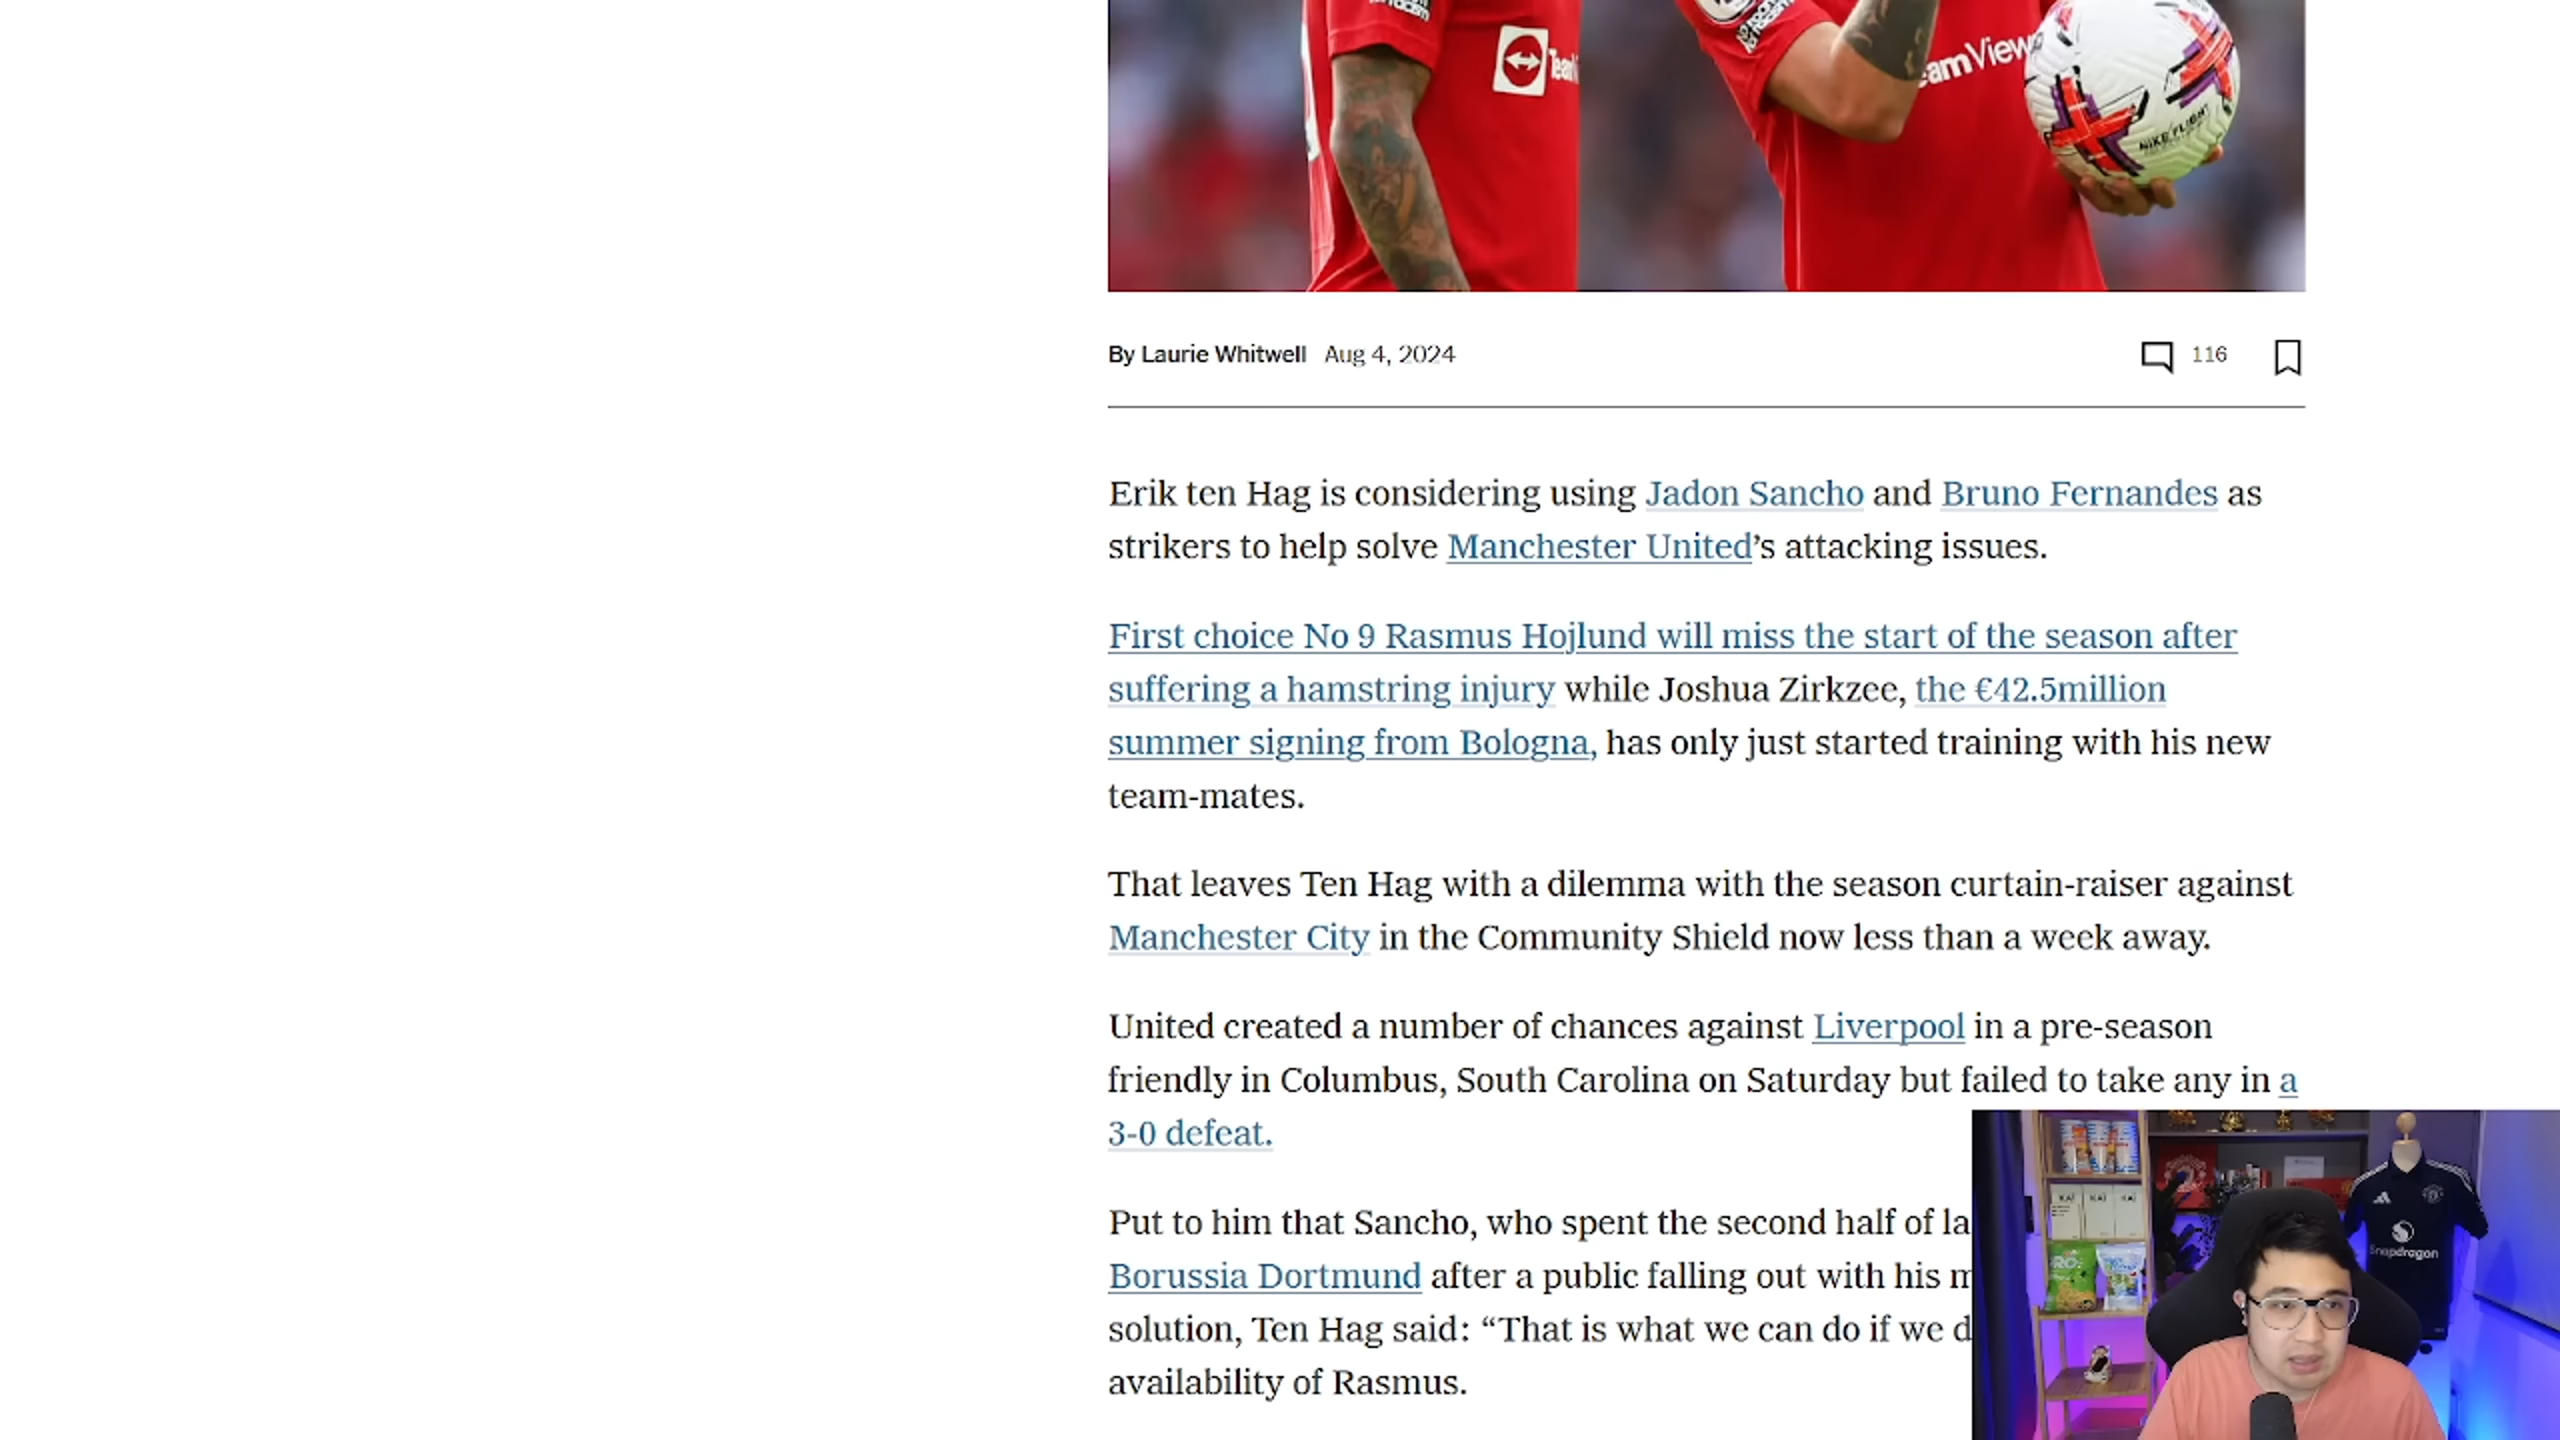 TeamView
NIKE FLIGHT
By Laurie Whitwell Aug 4, 2024
116
Erik ten Hag is considering using Jadon Sancho and Bruno Fernandes as
strikers to help solve Manchester United’s attacking issues.
First choice No 9 Rasmus Hojlund will miss the start of the season after
suffering a hamstring injury while Joshua Zirkzee, the €42.5million
summer signing from Bologna, has only just started training with his new
team-mates.
That leaves Ten Hag with a dilemma with the season curtain-raiser against
Manchester City in the Community Shield now less than a week away.
United created a number of chances against Liverpool in a pre-season
friendly in Columbus, South Carolina on Saturday but failed to take any in a
3-0 defeat.
Put to him that Sancho, who spent the second half of la
Borussia Dortmund after a public falling out with his m
solution, Ten Hag said: “That is what we can do if we d
availability of Rasmus.
KAI KAI KAI
Snapdragon